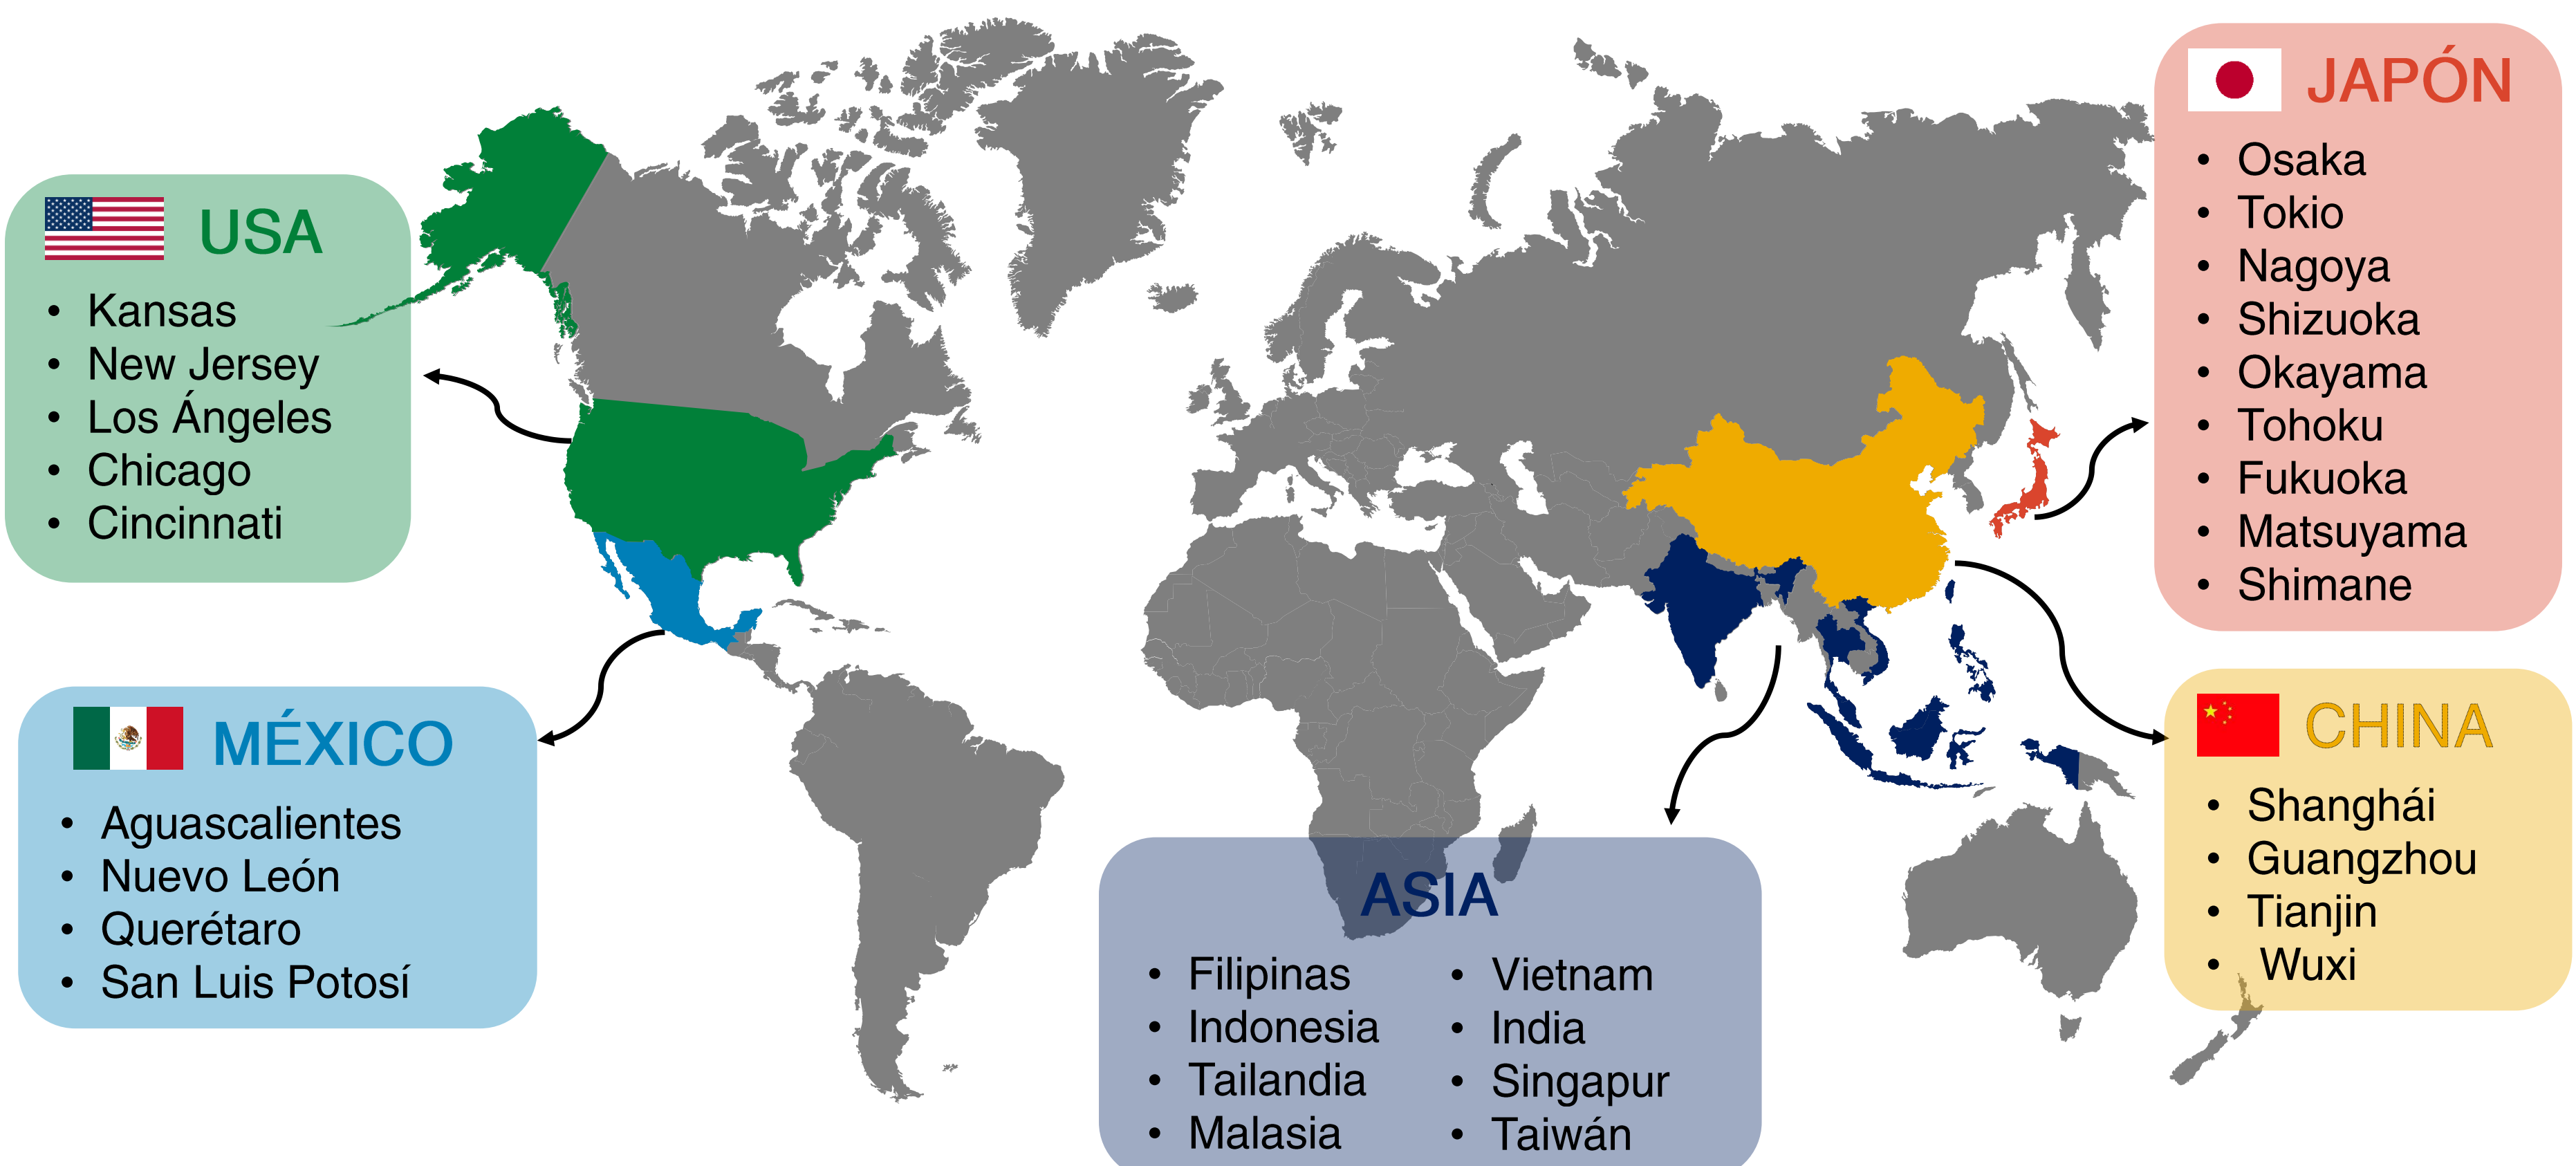 USA
• Kansas
• New Jersey
• Los Ángeles
• Chicago
• Cincinnati
MÉXICO
• Aguascalientes
• Nuevo León
• Querétaro
• San Luis Potosí
ASIA
• Filipinas
• Indonesia
• Tailandia
• Malasia
• Vietnam
• India
• Singapur
• Taiwán
JAPÓN
• Osaka
• Tokio
• Nagoya
• Shizuoka
• Okayama
• Tohoku
• Fukuoka
• Matsuyama
• Shimane
CHINA
• Shanghái
• Guangzhou
• Tianjin
• Wuxi